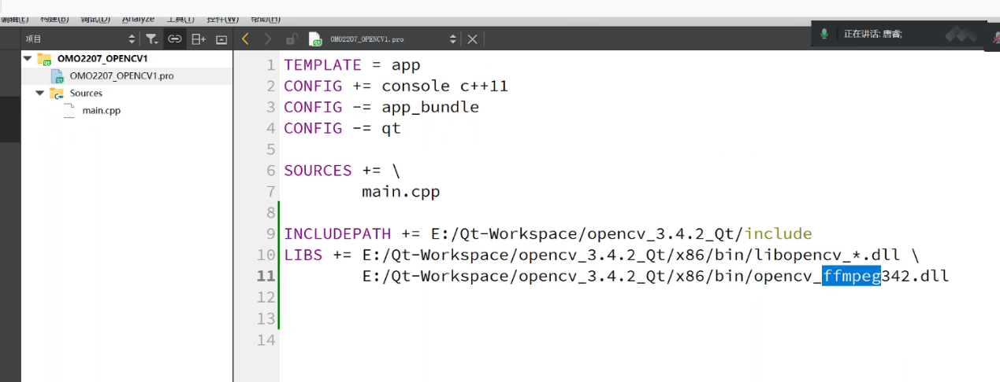 编辑(E) 构建(B) 调试(D) Analyze 工具(T) 控件(W) 帮助(H)
项目
OMO2207_OPENCV1.pro
正在讲话: 唐睿;
OMO2207_OPENCV1
OMO2207_OPENCV1.pro
Sources
main.cpp
1 TEMPLATE = app
2 CONFIG += console c++11
3 CONFIG -= app_bundle
4 CONFIG -= qt
5
6 SOURCES += \
7 main.cpp
8
9 INCLUDEPATH += E:/Qt-Workspace/opencv_3.4.2_Qt/include
10 LIBS += E:/Qt-Workspace/opencv_3.4.2_Qt/x86/bin/libopencv_*.dll \
11 E:/Qt-Workspace/opencv_3.4.2_Qt/x86/bin/opencv_ffmpeg342.dll
12
13
14